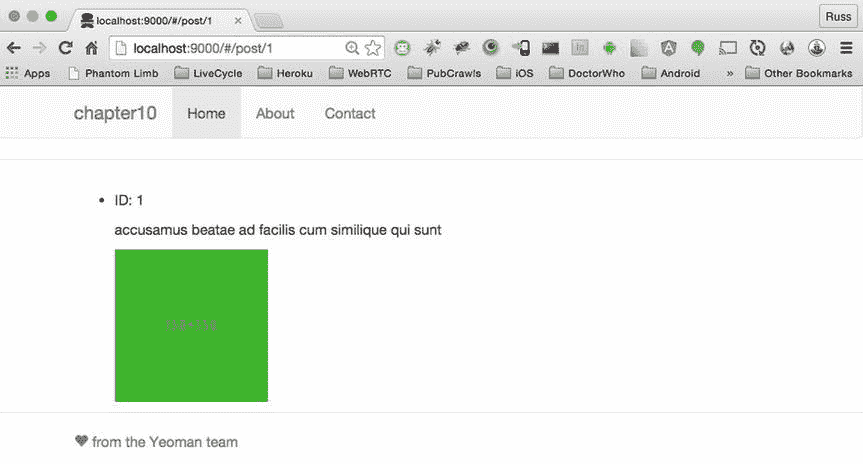 localhost:9000/#/post/1
Russ
localhost:9000/#/post/1
Apps Phantom Limb LiveCycle Heroku WebRTC PubCrawls iOS DoctorWho Android » Other Bookmarks
chapter10 Home About Contact
ID: 1
accusamus beatae ad facilis cum similique qui sunt
from the Yeoman team